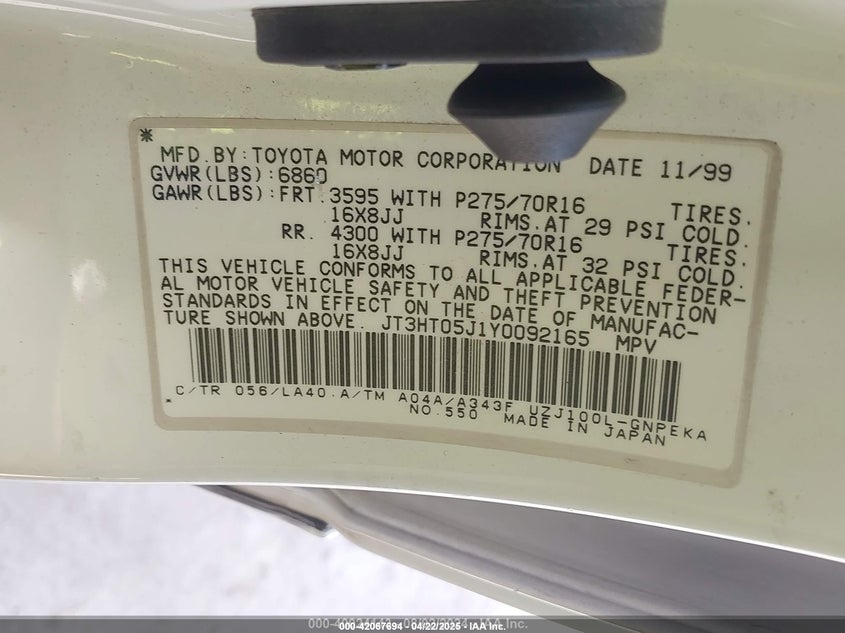 MFD.BY:TOYOTA MOTOR CORPORATION DATE 11/99
GVWR(LBS):6860
GAWR(LBS):FRT.3595 WITH P275/70R16 TIRES.
16X8JJ RIMS.AT 29 PSI COLD.
RR. 4300 WITH P275/70R16 TIRES.
16X8JJ RIMS.AT 32 PSI COLD.
THIS VEHICLE CONFORMS TO ALL APPLICABLE FEDER-
AL MOTOR VEHICLE SAFETY AND THEFT PREVENTION
STANDARDS IN EFFECT ON THE DATE OF MANUFAC-
TURE SHOWN ABOVE. JT3HT05J1Y0092165 MPV
C/TR 056/LA40.A/TM A04A/A343F UZJ100L-GNPEKA
NO.550 MADE IN JAPAN
42067694 - 04/22/2025 - IAA Inc.